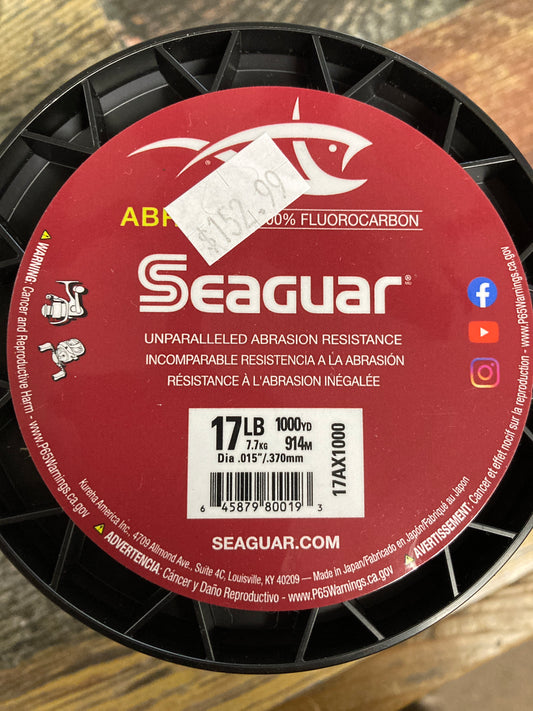 $152.99
ABR
100% FLUOROCARBON
SEAGUAR®
UNPARALLELED ABRASION RESISTANCE
INCOMPARABLE RESISTENCIA A LA ABRASIÓN
RÉSISTANCE À L'ABRASION INÉGALÉE
17LB 1000YD
7.7KG 914M
Dia .015"/.370mm
17AX1000
6 45879 80019 3
SEAGUAR.COM
WARNING: Cancer and Reproductive Harm - www.P65Warnings.ca.gov
Kureha America Inc. 4709 Allmond Ave., Suite 4C, Louisville, KY 40209 — Made in Japan/Fabricado en Japón/Fabriqué au Japon
ADVERTENCIA: Cáncer y Daño Reproductivo - www.P65Warnings.ca.gov
AVERTISSEMENT: Cancer et effet nocif sur la reproduction - www.P65Warnings.ca.gov